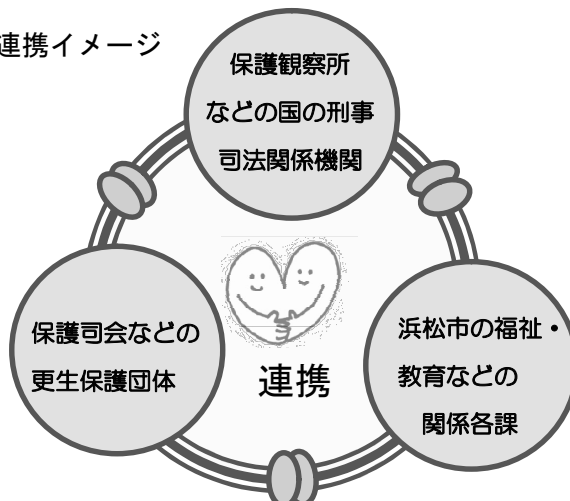 連携イメージ
保護観察所
などの国の刑事
司法関係機関
保護司会などの
更生保護団体
浜松市の福祉・
教育などの
関係各課
連携